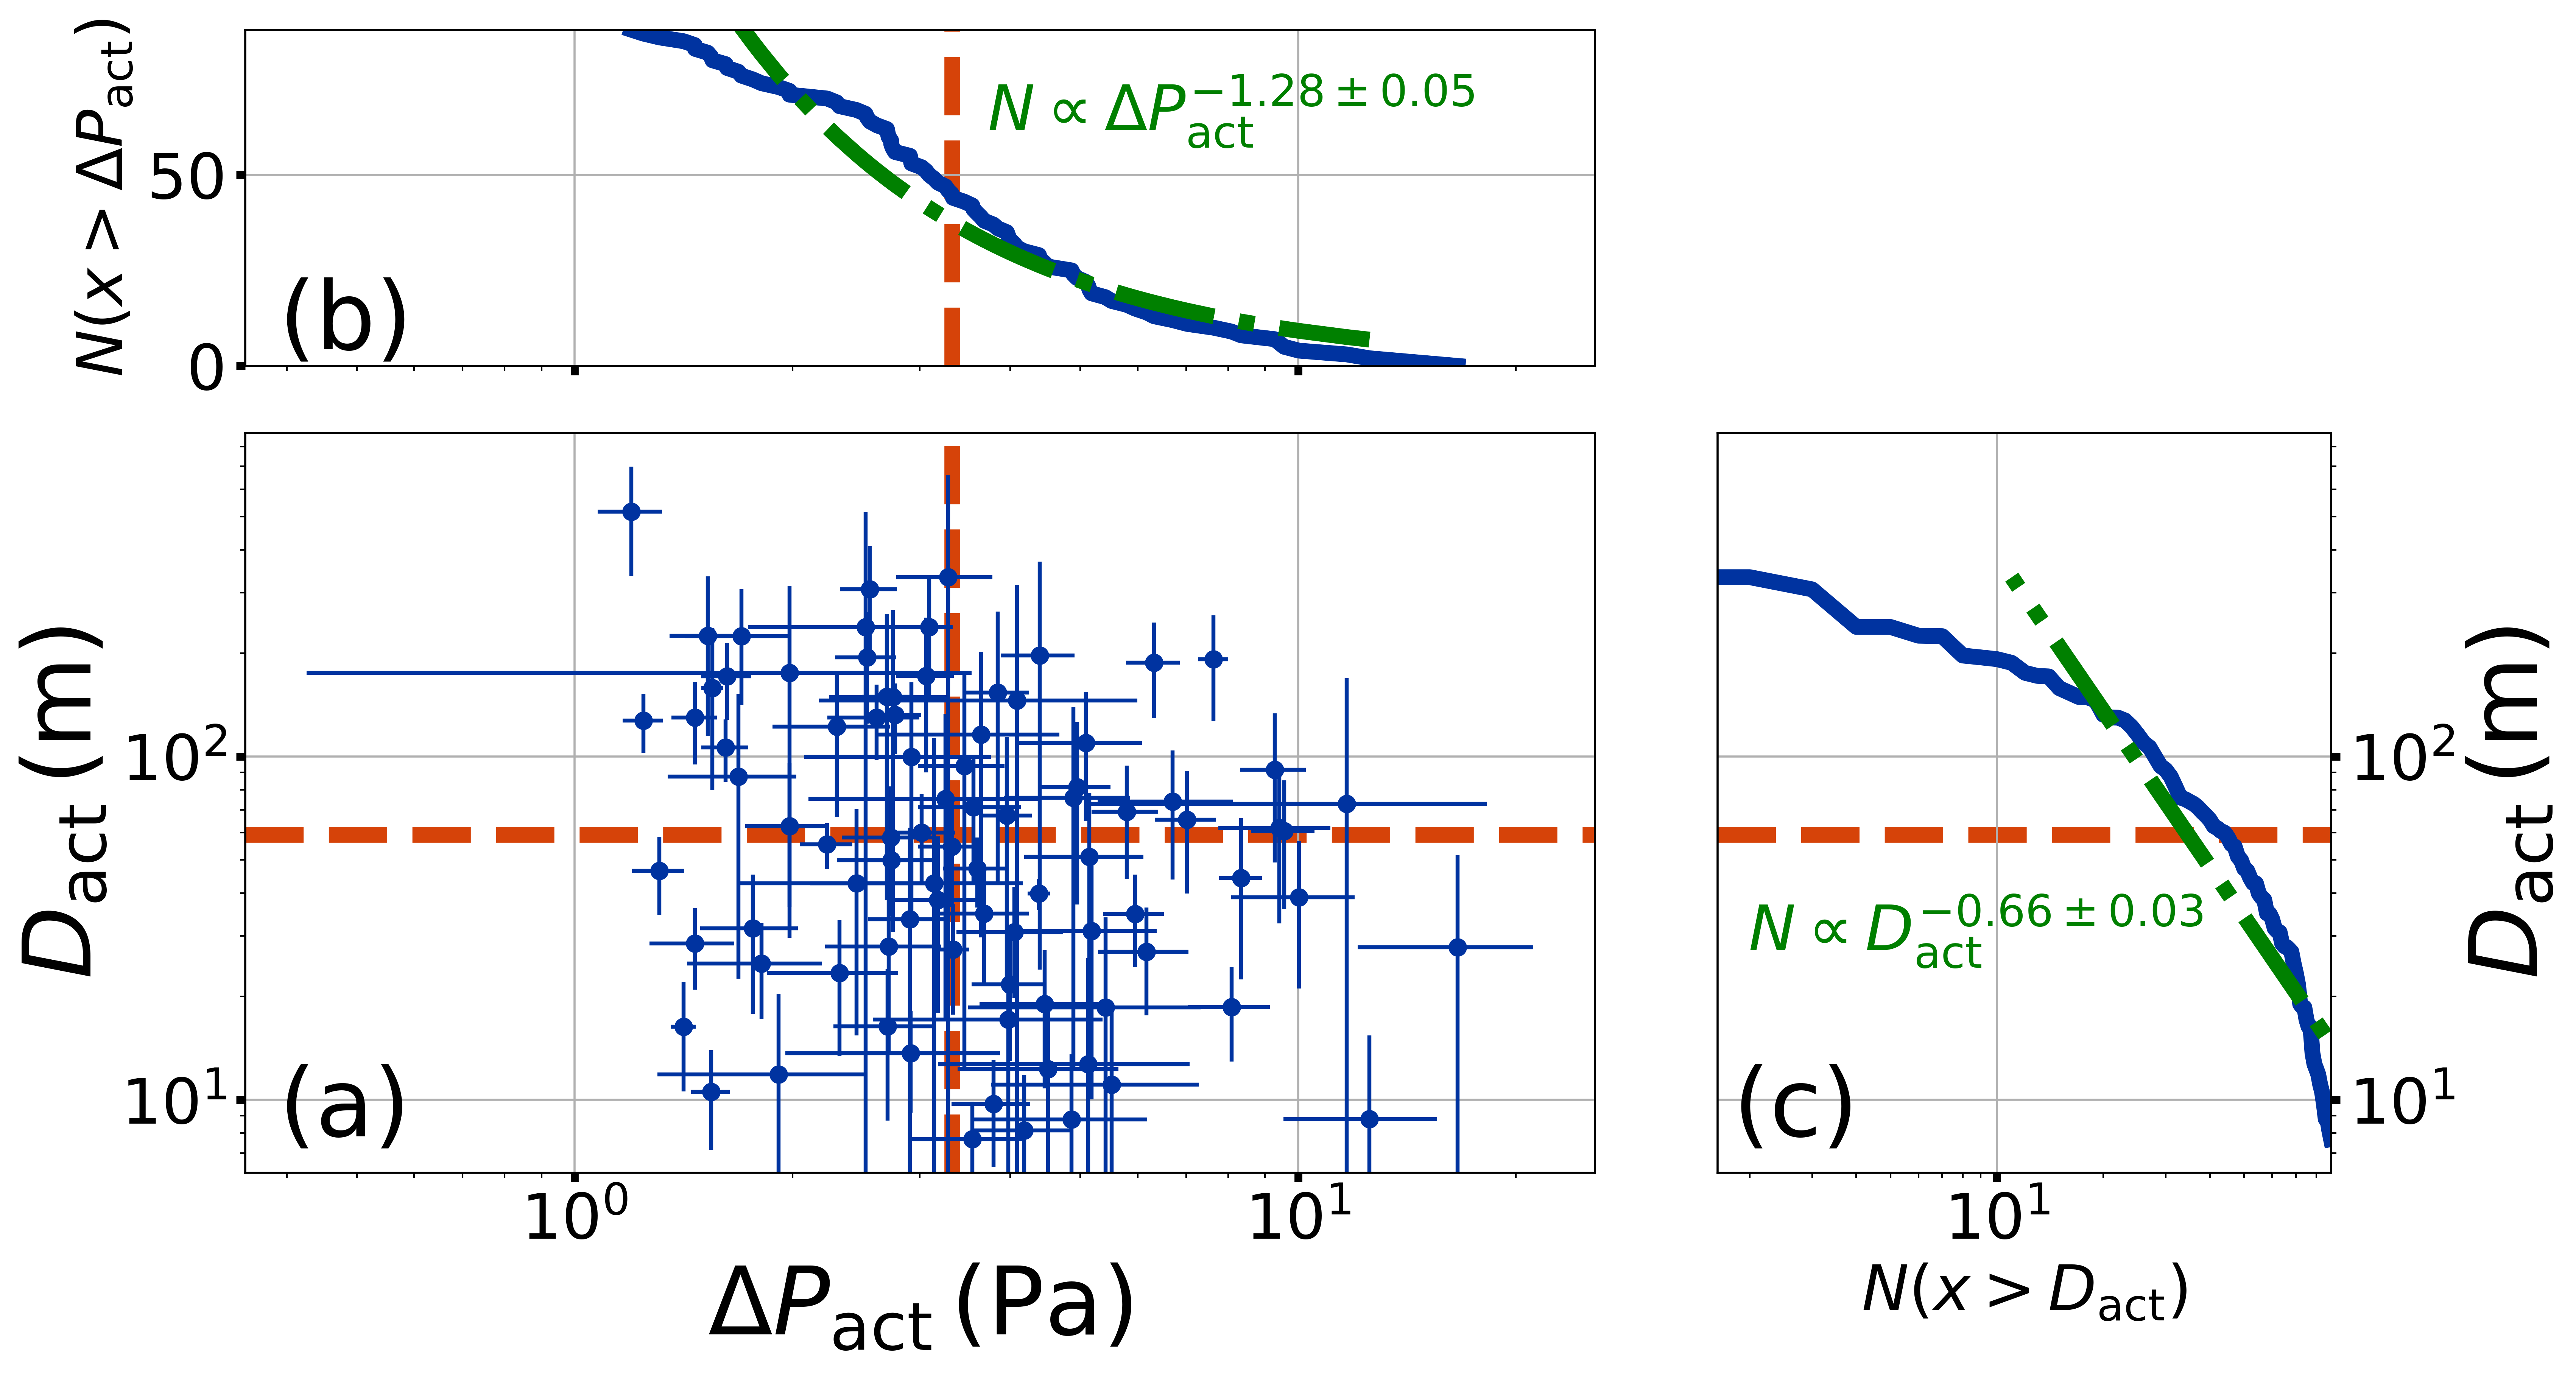 N(x > ΔP_act)
50
0
(b)
N ∝ ΔP_act^−1.28 ± 0.05
D_act (m)
10^2
10^1
(a)
10^0
10^1
ΔP_act (Pa)
N ∝ D_act^−0.66 ± 0.03
(c)
10^2
10^1
D_act (m)
10^1
N(x > D_act)